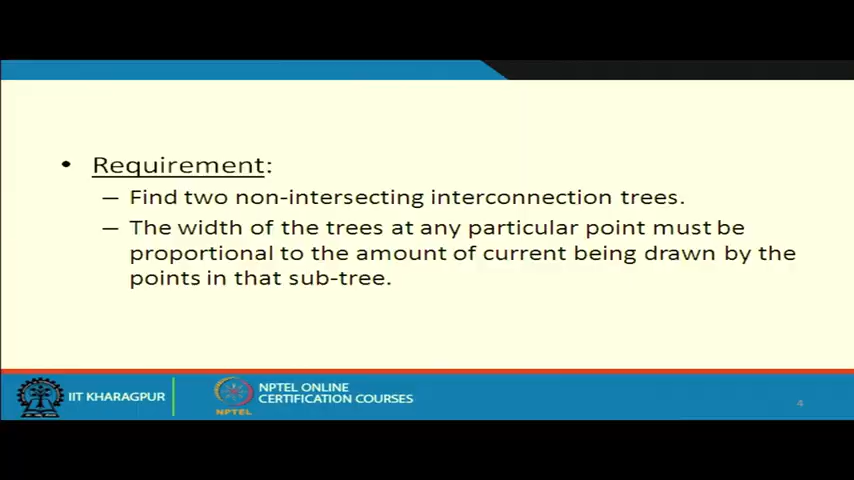 • Requirement:
– Find two non-intersecting interconnection trees.
– The width of the trees at any particular point must be
proportional to the amount of current being drawn by the
points in that sub-tree.
IIT KHARAGPUR
NPTEL
NPTEL ONLINE
CERTIFICATION COURSES
4